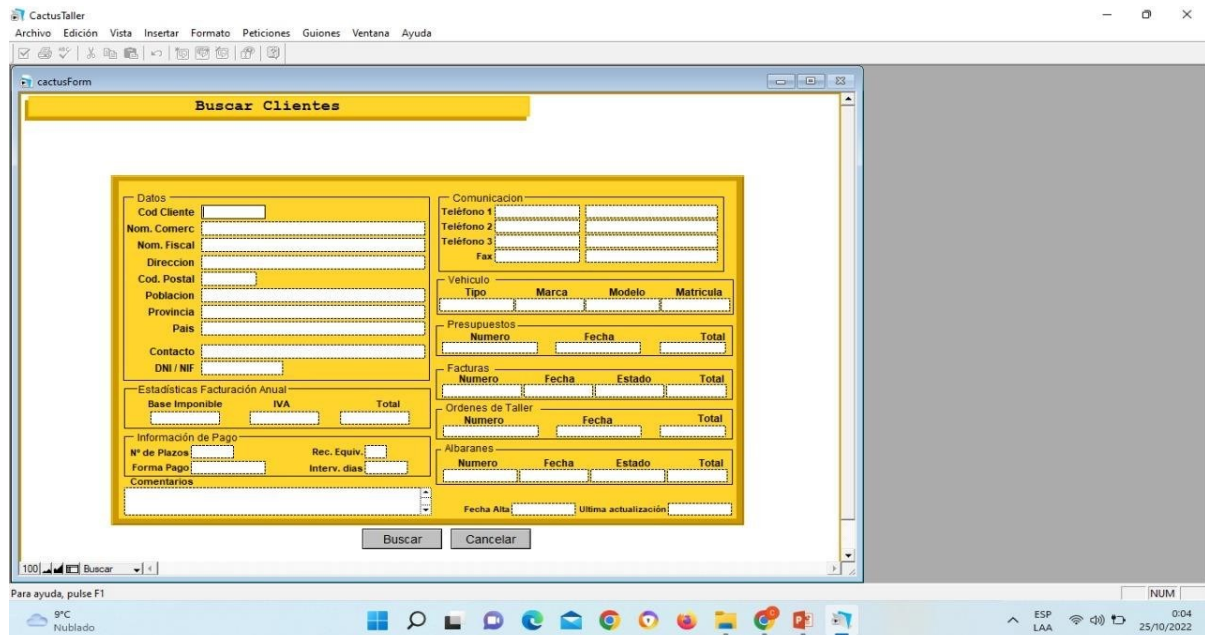 CactusTaller
Archivo Edición Vista Insertar Formato Peticiones Guiones Ventana Ayuda
cactusForm
Buscar Clientes
Datos
Cod Cliente
Nom. Comerc
Nom. Fiscal
Direccion
Cod. Postal
Poblacion
Provincia
Pais
Contacto
DNI / NIF
Estadísticas Facturación Anual
Base Imponible IVA Total
Información de Pago
Nº de Plazos Rec. Equiv.
Forma Pago Interv. dias
Comentarios
Comunicacion
Teléfono 1
Teléfono 2
Teléfono 3
Fax
Vehiculo
Tipo Marca Modelo Matricula
Presupuestos
Numero Fecha Total
Facturas
Numero Fecha Estado Total
Ordenes de Taller
Numero Fecha Total
Albaranes
Numero Fecha Estado Total
Fecha Alta Ultima actualización
Buscar Cancelar
100 Buscar
Para ayuda, pulse F1
NUM
9°C
Nublado
ESP
LAA
0:04
25/10/2022